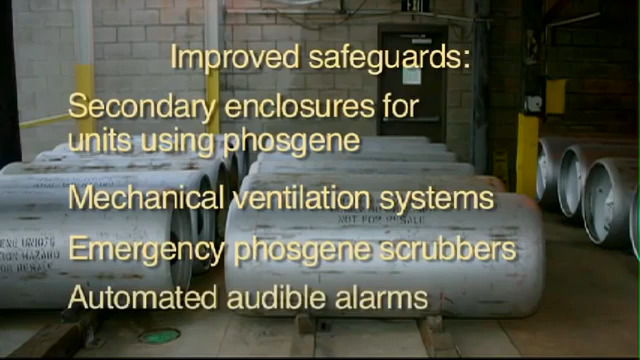 Improved safeguards:
Secondary enclosures for
units using phosgene
Mechanical ventilation systems
NOT FOR RESALE
Emergency phosgene scrubbers
Automated audible alarms